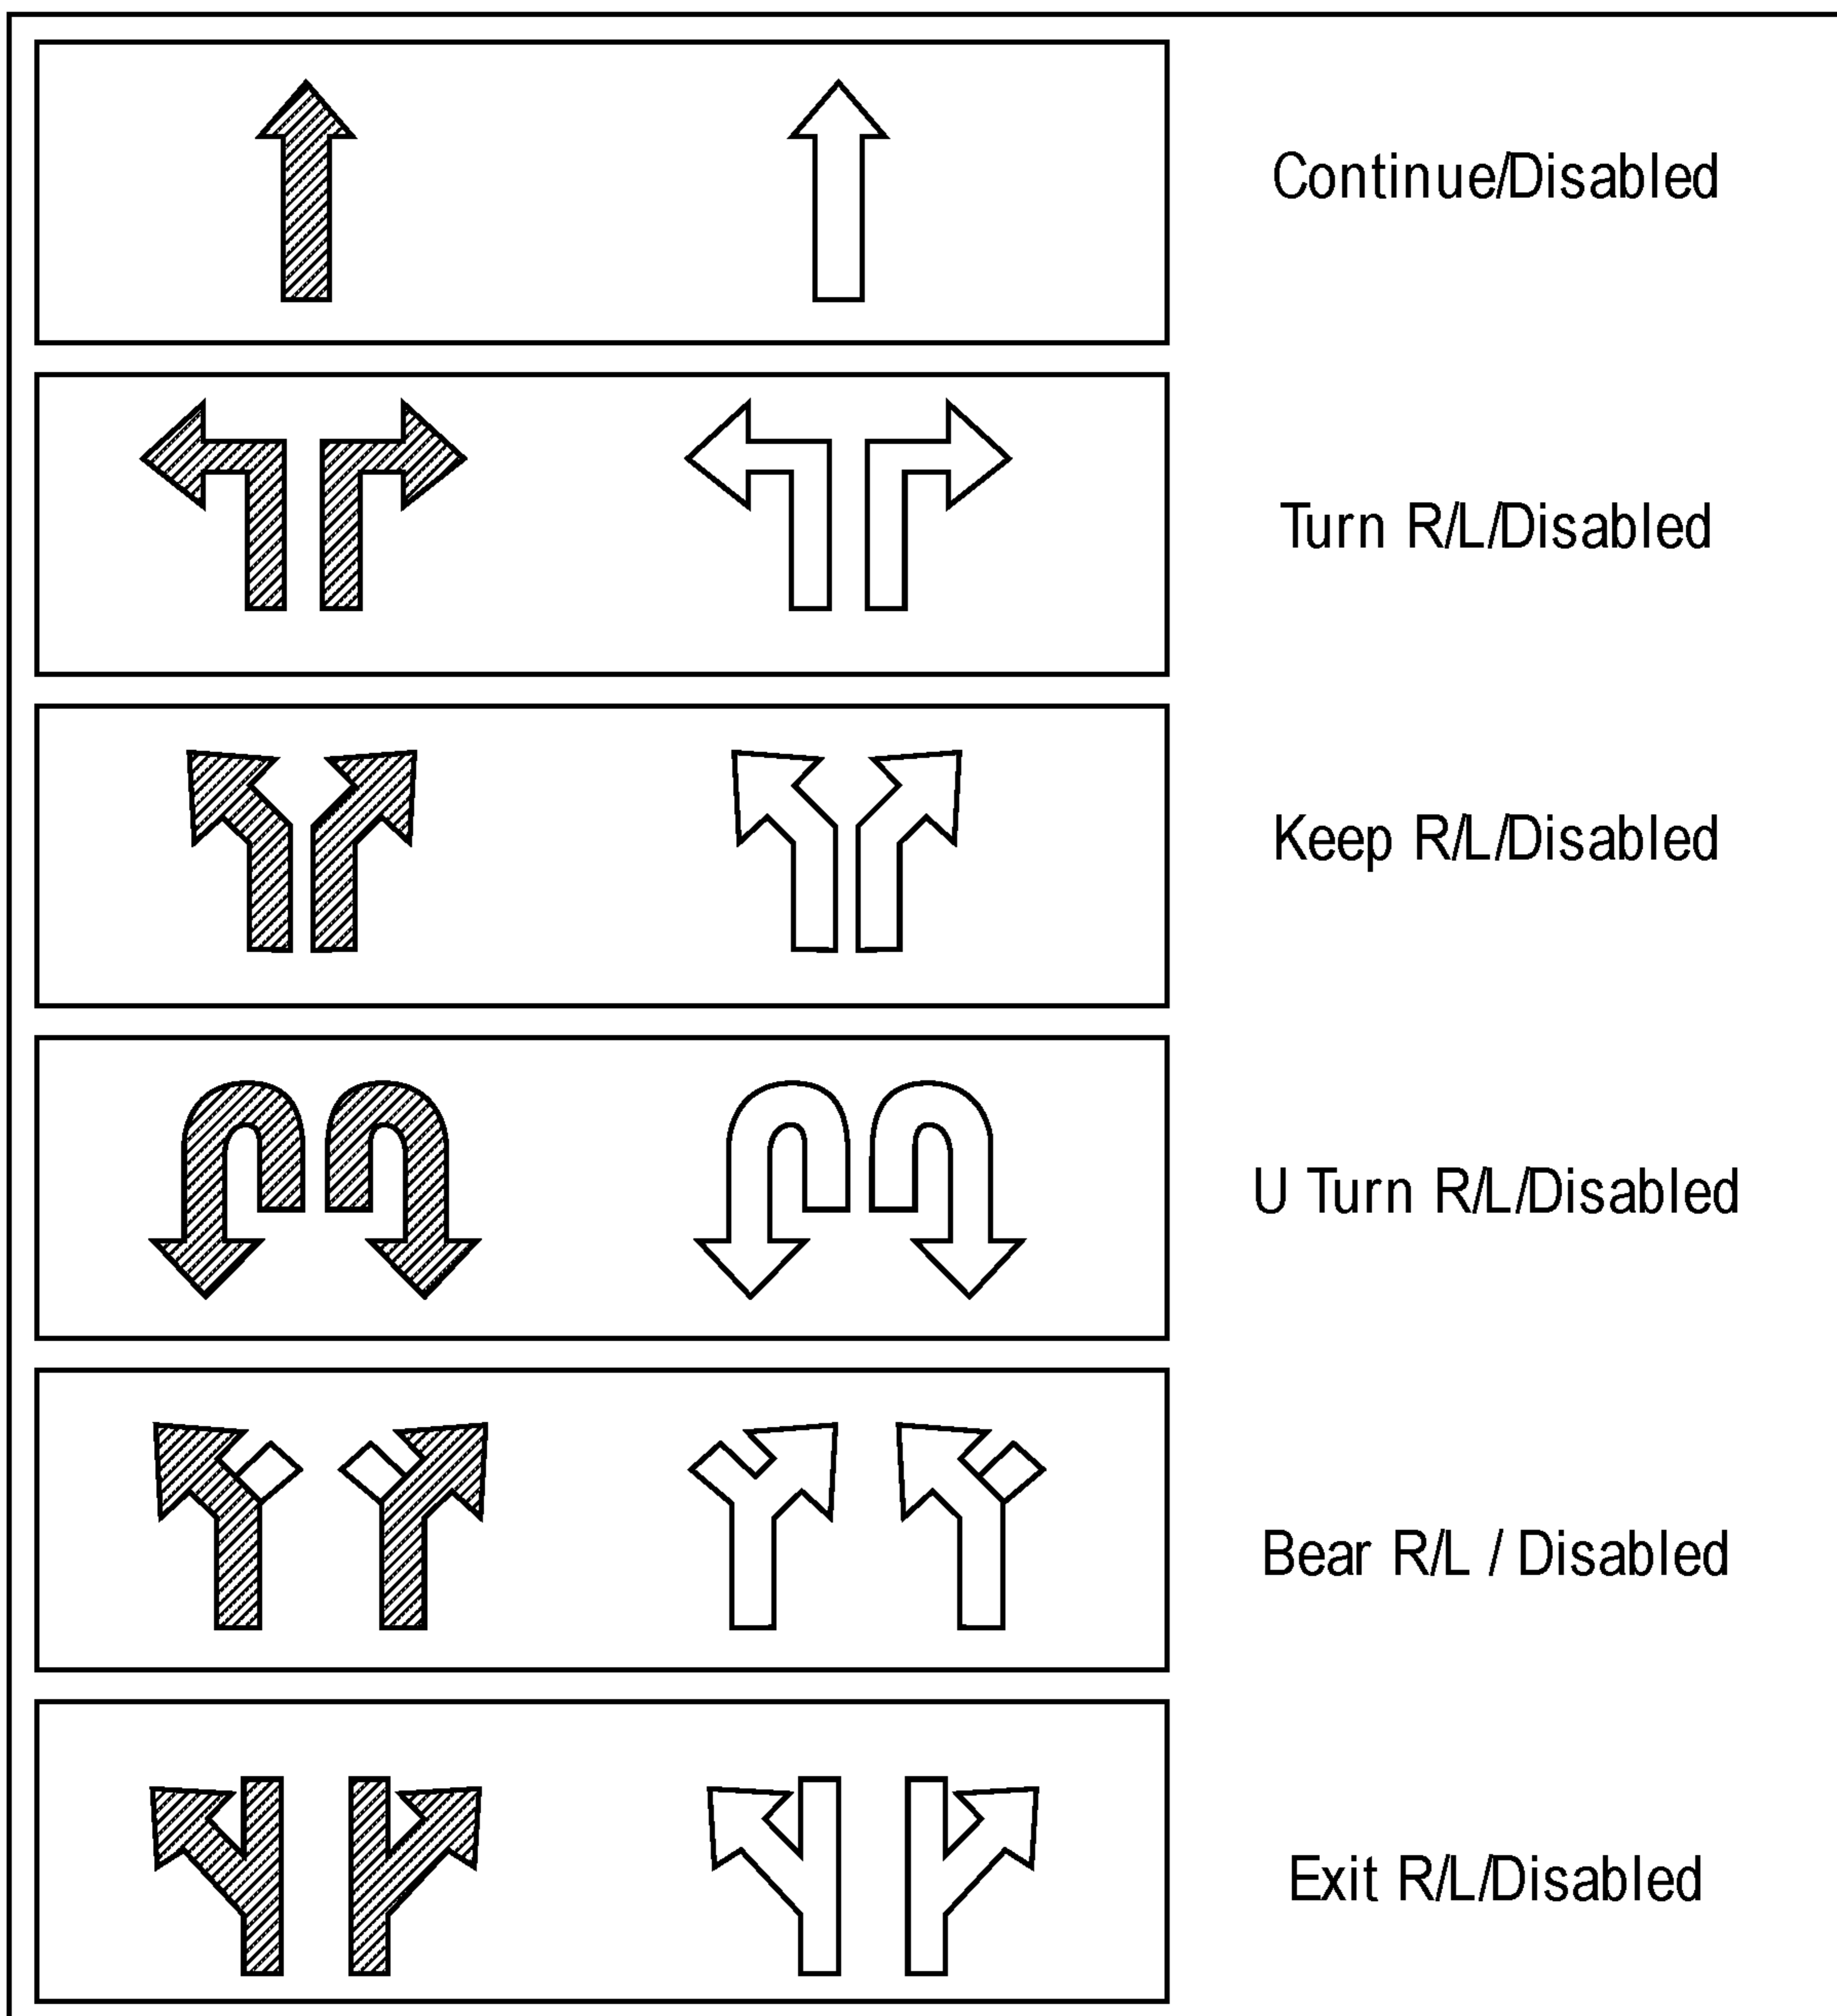 Continue/Disabled
Turn R/L/Disabled
Keep R/L/Disabled
U Turn R/L/Disabled
Bear R/L / Disabled
Exit R/L/Disabled